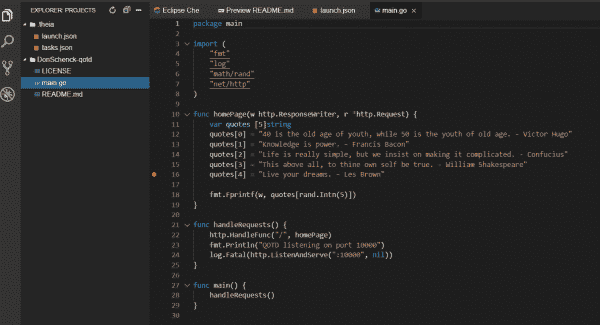 EXPLORER: PROJECTS
.theia
launch.json
tasks.json
DonSchenck-qotd
LICENSE
main.go
README.md
Eclipse Che
Preview README.md
launch.json
main.go ×
1 package main
2
3 import (
4 "fmt"
5 "log"
6 "math/rand"
7 "net/http"
8 )
9
10 func homePage(w http.ResponseWriter, r *http.Request) {
11 var quotes [5]string
12 quotes[0] = "40 is the old age of youth, while 50 is the youth of old age. - Victor Hugo"
13 quotes[1] = "Knowledge is power. - Francis Bacon"
14 quotes[2] = "Life is really simple, but we insist on making it complicated. - Confucius"
15 quotes[3] = "This above all, to thine own self be true. - William Shakespeare"
16 quotes[4] = "Live your dreams. - Les Brown"
17
18 fmt.Fprintf(w, quotes[rand.Intn(5)])
19 }
20
21 func handleRequests() {
22 http.HandleFunc("/", homePage)
23 fmt.Println("QOTD listening on port 10000")
24 log.Fatal(http.ListenAndServe(":10000", nil))
25 }
26
27 func main() {
28 handleRequests()
29 }
30